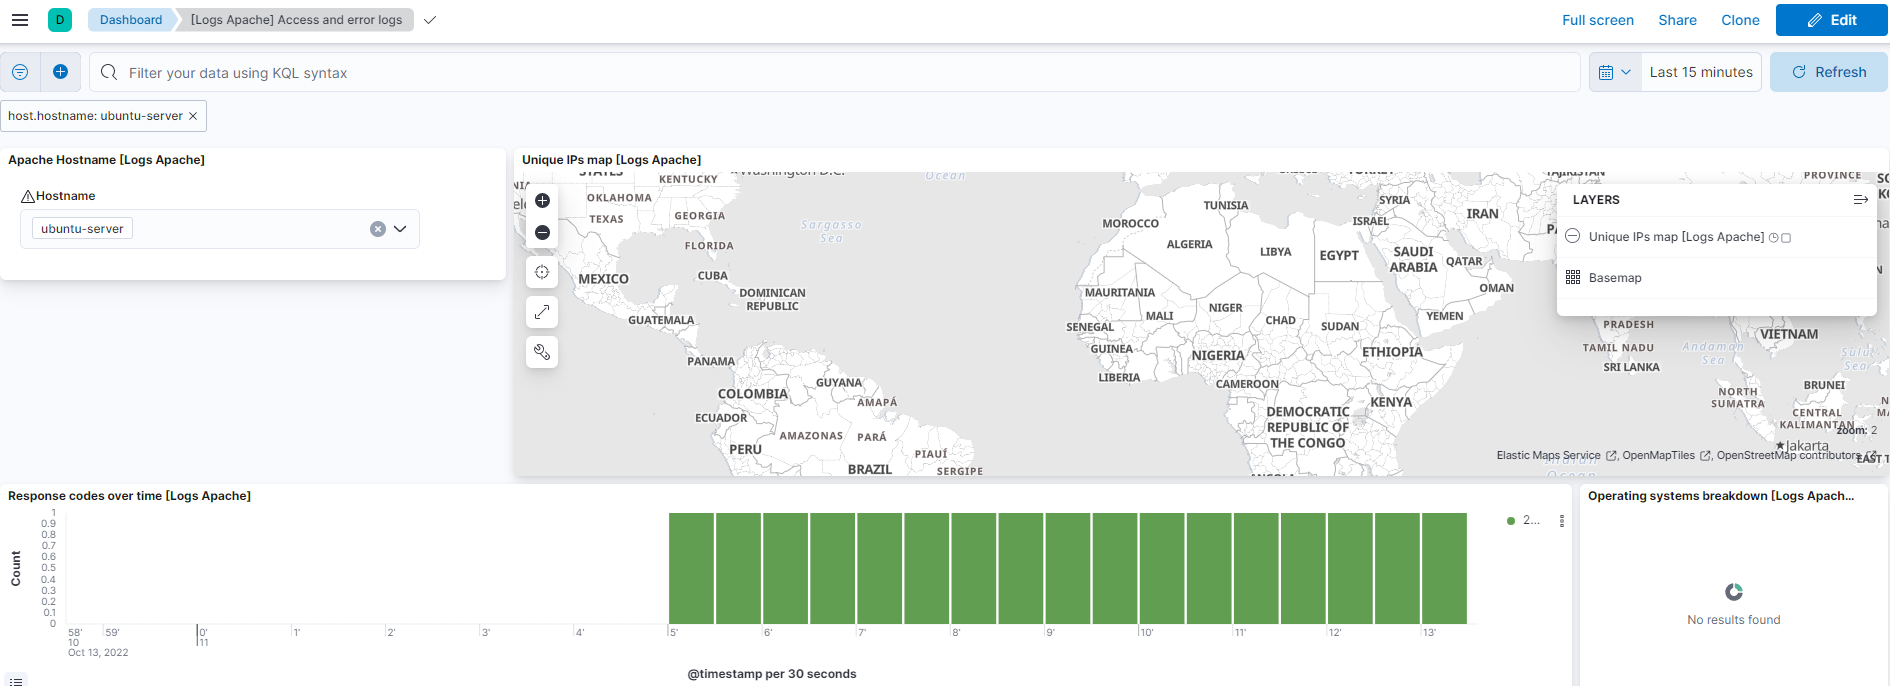 D
Dashboard
[Logs Apache] Access and error logs
Full screen
Share
Clone
Edit
Filter your data using KQL syntax
Last 15 minutes
Refresh
host.hostname: ubuntu-server
Apache Hostname [Logs Apache]
Hostname
ubuntu-server
Unique IPs map [Logs Apache]
STATES
Washington D.C.
KENTUCKY
OKLAHOMA
TEXAS
GEORGIA
FLORIDA
MEXICO
CUBA
DOMINICAN
REPUBLIC
GUATEMALA
PANAMA
COLOMBIA
GUYANA
AMAPÁ
ECUADOR
AMAZONAS
PARÁ
PERU
PIAUÍ
BRAZIL
SERGIPE
Ocean
Sargasso
Sea
TURKEY
TAJIKISTAN
PROVINCE
MOROCCO
TUNISIA
ALGERIA
LIBYA
EGYPT
SYRIA
ISRAEL
IRAN
SAUDI
ARABIA
QATAR
OMAN
YEMEN
MAURITANIA
MALI
NIGER
CHAD
SUDAN
SENEGAL
GUINEA
LIBERIA
NIGERIA
ETHIOPIA
CAMEROON
KENYA
DEMOCRATIC
REPUBLIC OF
THE CONGO
ANGOLA
LAYERS
Unique IPs map [Logs Apache]
Basemap
PRADESH
TAMIL NADU
SRI LANKA
Andaman
Sea
VIETNAM
Sulu
Sea
NORTH
SUMATRA
BRUNEI
CENTRAL
KALIMANTAN
zoom: 2
Jakarta
EAST T
Indian
Ocean
Elastic Maps Service , OpenMapTiles , OpenStreetMap contributors
Response codes over time [Logs Apache]
Count
1
0.9
0.8
0.7
0.6
0.5
0.4
0.3
0.2
0.1
0
58' 59' 0' 1' 2' 3' 4' 5' 6' 7' 8' 9' 10' 11' 12' 13'
10 11
Oct 13, 2022
@timestamp per 30 seconds
2...
Operating systems breakdown [Logs Apach...
No results found